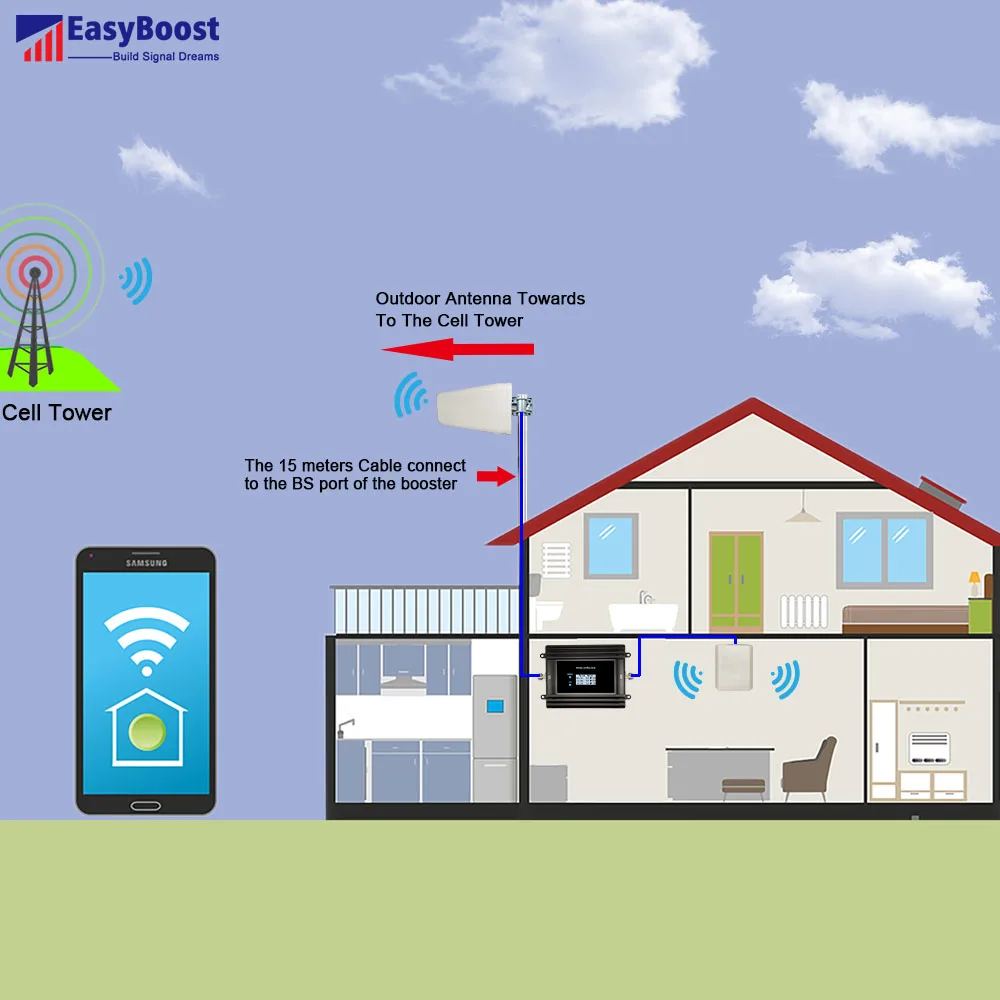 EasyBoost
Build Signal Dreams
Outdoor Antenna Towards
To The Cell Tower
Cell Tower
The 15 meters Cable connect
to the BS port of the booster
SAMSUNG